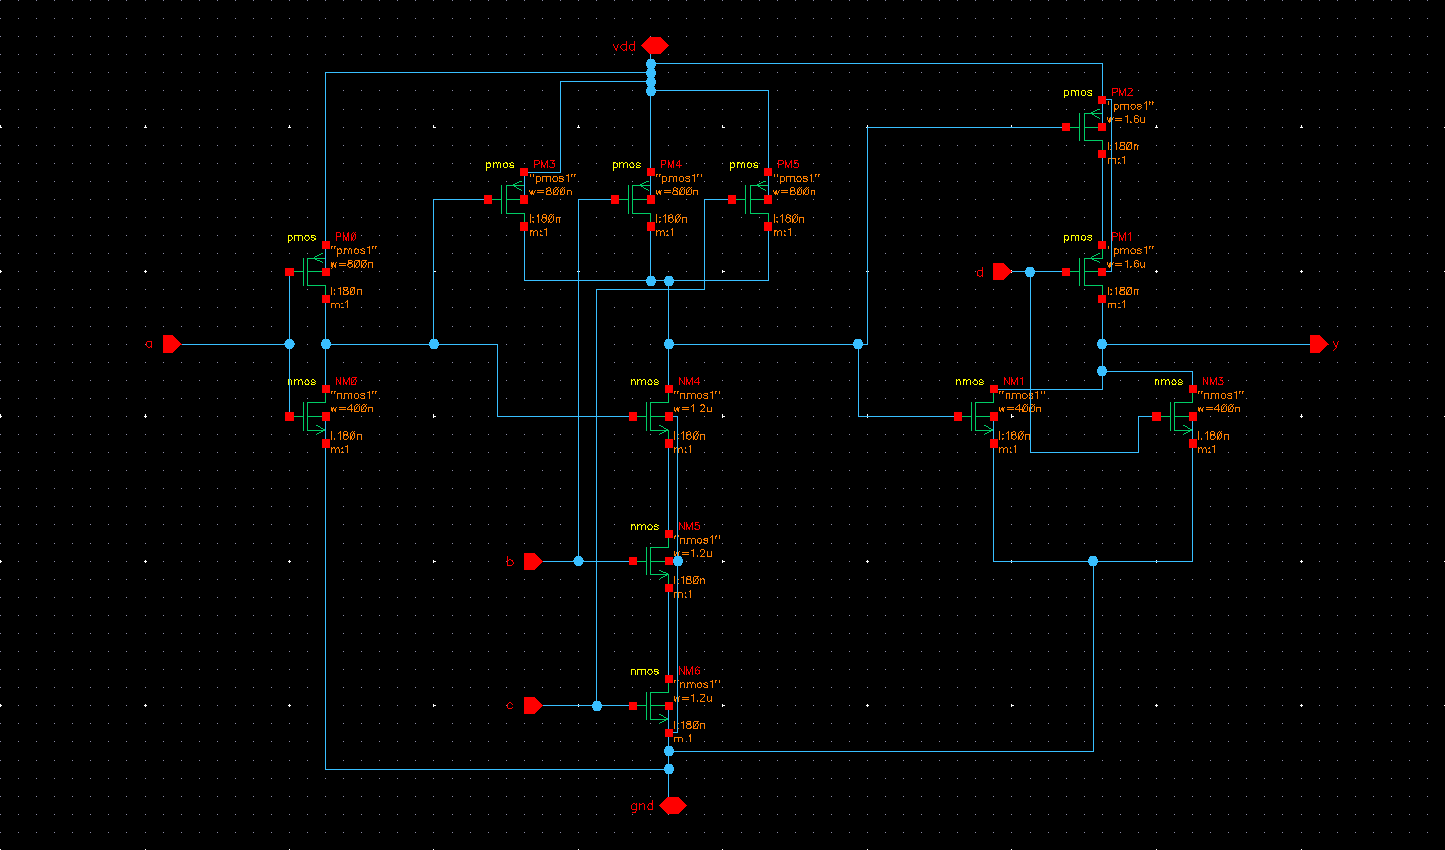 vdd
pmos PM2
"pmos1"
w=1.6u
l:180n
m:1
pmos PM3
"pmos1"
w=800n
l:180n
m:1
pmos PM4
"pmos1"
w=800n
l:180n
m:1
pmos PM5
"pmos1"
w=800n
l:180n
m:1
pmos PM0
"pmos1"
w=800n
l:180n
m:1
pmos PM1
"pmos1"
w=1.6u
l:180n
m:1
d
a
y
nmos NM0
"nmos1"
w=400n
l:180n
m:1
nmos NM4
"nmos1"
w=1.2u
l:180n
m:1
nmos NM1
"nmos1"
w=400n
l:180n
m:1
nmos NM3
"nmos1"
w=400n
l:180n
m:1
b
nmos NM5
"nmos1"
w=1.2u
l:180n
m:1
c
nmos NM6
"nmos1"
w=1.2u
l:180n
m:1
gnd